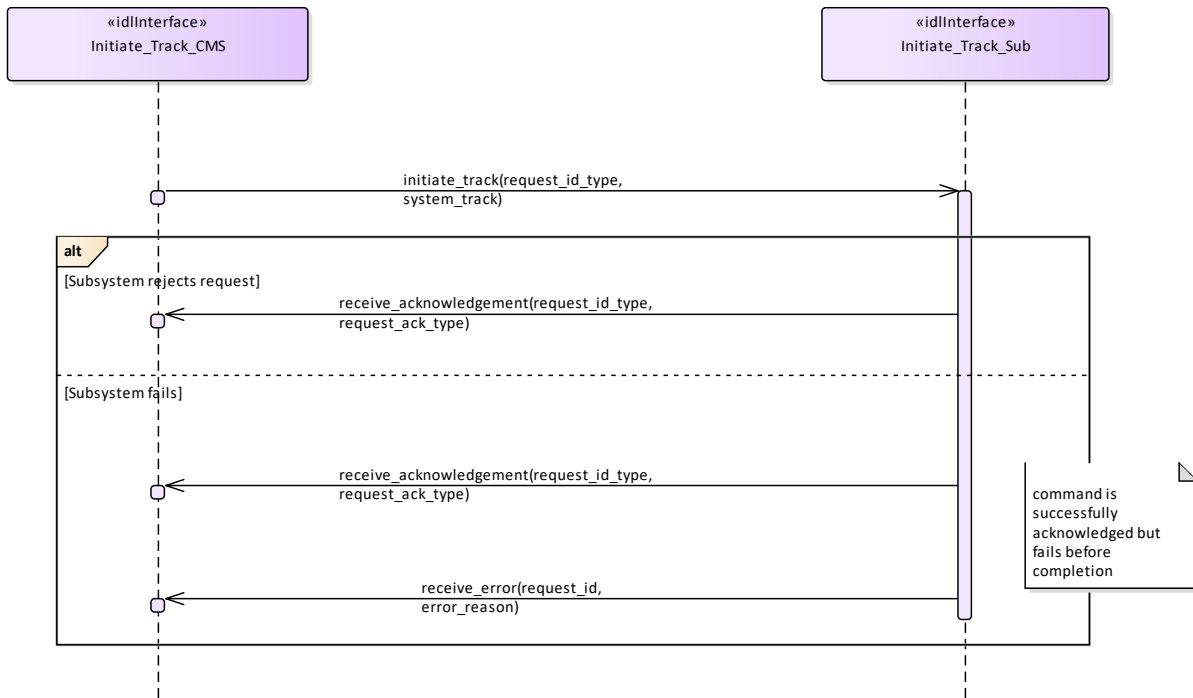 «idlInterface»
Initiate_Track_CMS
«idlInterface»
Initiate_Track_Sub
initiate_track(request_id_type,
system_track)
alt
[Subsystem rejects request]
receive_acknowledgement(request_id_type,
request_ack_type)
[Subsystem fails]
receive_acknowledgement(request_id_type,
request_ack_type)
command is
successfully
acknowledged but
fails before
completion
receive_error(request_id,
error_reason)